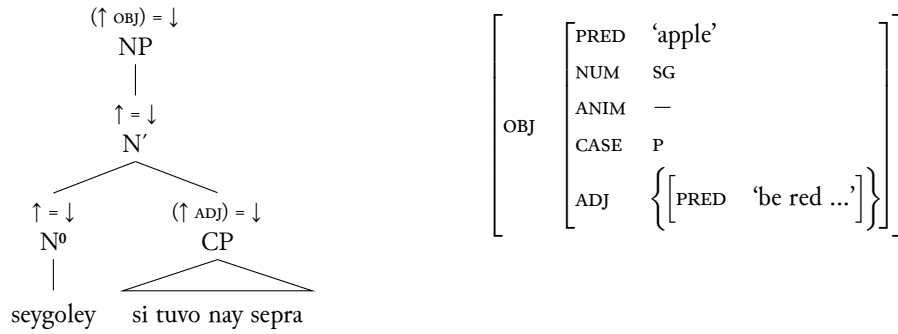 (↑ OBJ) = ↓
NP
↑ = ↓
N′
↑ = ↓ (↑ ADJ) = ↓
N⁰ CP
seygoley si tuvo nay sepra
OBJ
PRED ‘apple’
NUM SG
ANIM —
CASE P
ADJ {[PRED ‘be red ...’]}